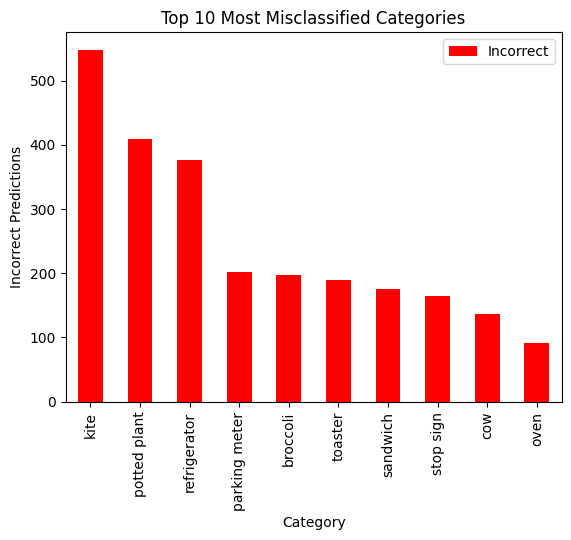 Top 10 Most Misclassified Categories
Incorrect
Incorrect Predictions
500
400
300
200
100
0
kite
potted plant
refrigerator
parking meter
broccoli
toaster
sandwich
stop sign
cow
oven
Category